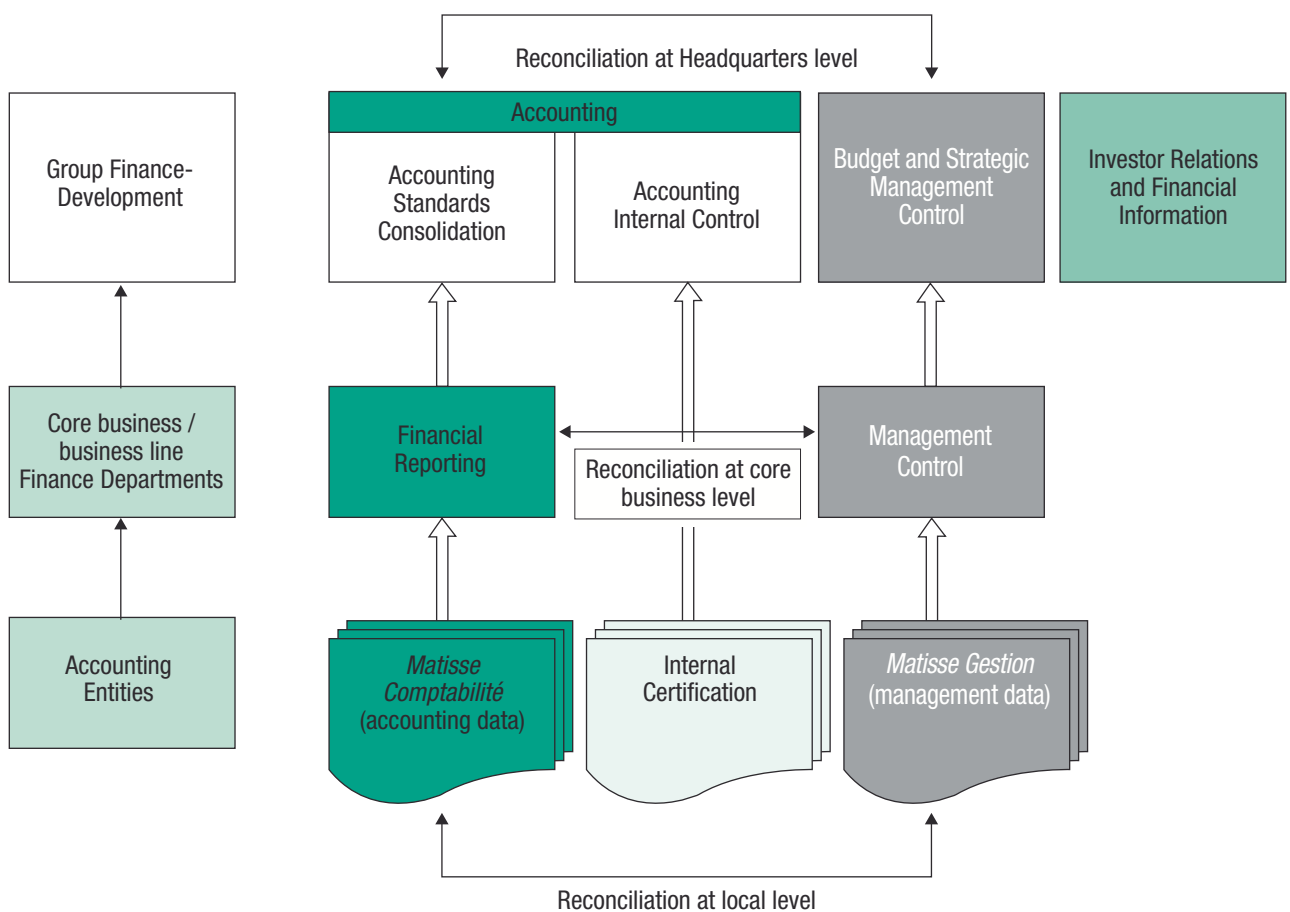 Reconciliation at Headquarters level
Group Finance-
Development
Accounting
Accounting
Standards
Consolidation
Accounting
Internal Control
Budget and Strategic
Management
Control
Investor Relations
and Financial
Information
Core business /
business line
Finance Departments
Financial
Reporting
Reconciliation at core
business level
Management
Control
Accounting
Entities
Matisse
Comptabilité
(accounting data)
Internal
Certification
Matisse Gestion
(management data)
Reconciliation at local level